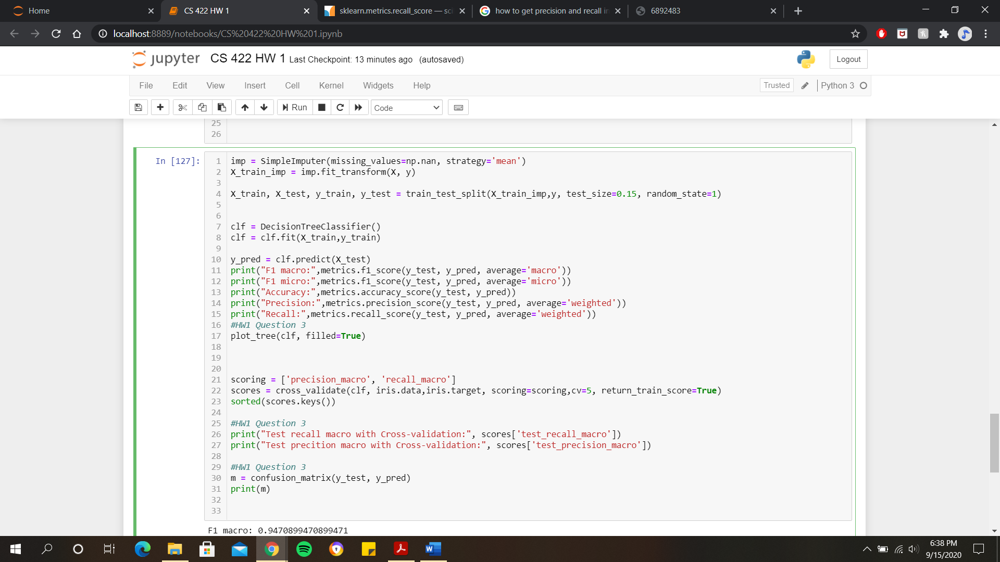 Home
CS 422 HW 1
sklearn.metrics.recall_score — sci
how to get precision and recall in
6892483
localhost:8889/notebooks/CS%20422%20HW%201.ipynb
jupyter CS 422 HW 1 Last Checkpoint: 13 minutes ago (autosaved)
Logout
File Edit View Insert Cell Kernel Widgets Help
Trusted
Python 3
Run
Code
25
26
In [127]:
1 imp = SimpleImputer(missing_values=np.nan, strategy='mean')
2 X_train_imp = imp.fit_transform(X, y)
3
4 X_train, X_test, y_train, y_test = train_test_split(X_train_imp,y, test_size=0.15, random_state=1)
5
6
7 clf = DecisionTreeClassifier()
8 clf = clf.fit(X_train,y_train)
9
10 y_pred = clf.predict(X_test)
11 print("F1 macro:",metrics.f1_score(y_test, y_pred, average='macro'))
12 print("F1 micro:",metrics.f1_score(y_test, y_pred, average='micro'))
13 print("Accuracy:",metrics.accuracy_score(y_test, y_pred))
14 print("Precision:",metrics.precision_score(y_test, y_pred, average='weighted'))
15 print("Recall:",metrics.recall_score(y_test, y_pred, average='weighted'))
16 #HW1 Question 3
17 plot_tree(clf, filled=True)
18
19
20
21 scoring = ['precision_macro', 'recall_macro']
22 scores = cross_validate(clf, iris.data,iris.target, scoring=scoring,cv=5, return_train_score=True)
23 sorted(scores.keys())
24
25 #HW1 Question 3
26 print("Test recall macro with Cross-validation:", scores['test_recall_macro'])
27 print("Test precition macro with Cross-validation:", scores['test_precision_macro'])
28
29 #HW1 Question 3
30 m = confusion_matrix(y_test, y_pred)
31 print(m)
32
33
F1 macro: 0.9470899470899471
6:38 PM
9/15/2020